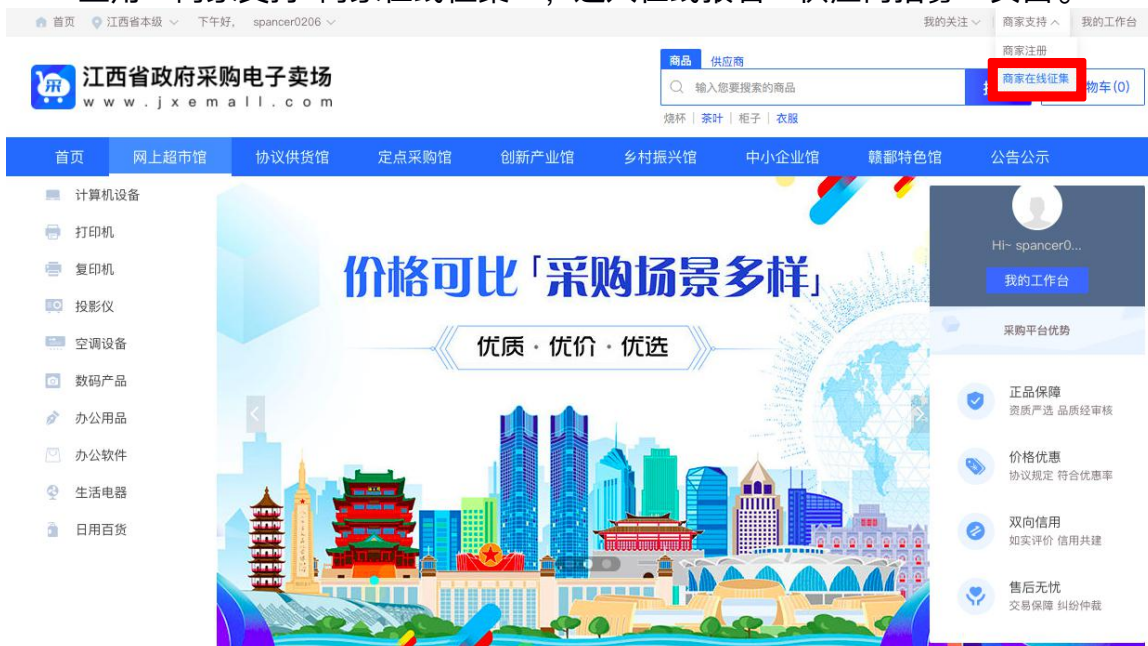 首页 江西省本级 下午好, spancer0206 我的关注 商家支持 我的工作台
商家注册
商家在线征集
江西省政府采购电子卖场
www.jxemall.com
商品 供应商
输入您要搜索的商品
物车(0)
烧杯 茶叶 柜子 衣服
首页 网上超市馆 协议供货馆 定点采购馆 创新产业馆 乡村振兴馆 中小企业馆 赣鄱特色馆 公告公示
计算机设备
打印机
复印机
投影仪
空调设备
数码产品
办公用品
办公软件
生活电器
日用百货
价格可比「采购场景多样」
优质·优价·优选
Hi~ spancer0...
我的工作台
采购平台优势
正品保障
资质严选 品质经审核
价格优惠
协议规定 符合优惠率
双向信用
如实评价 信用共建
售后无忧
交易保障 纠纷仲裁